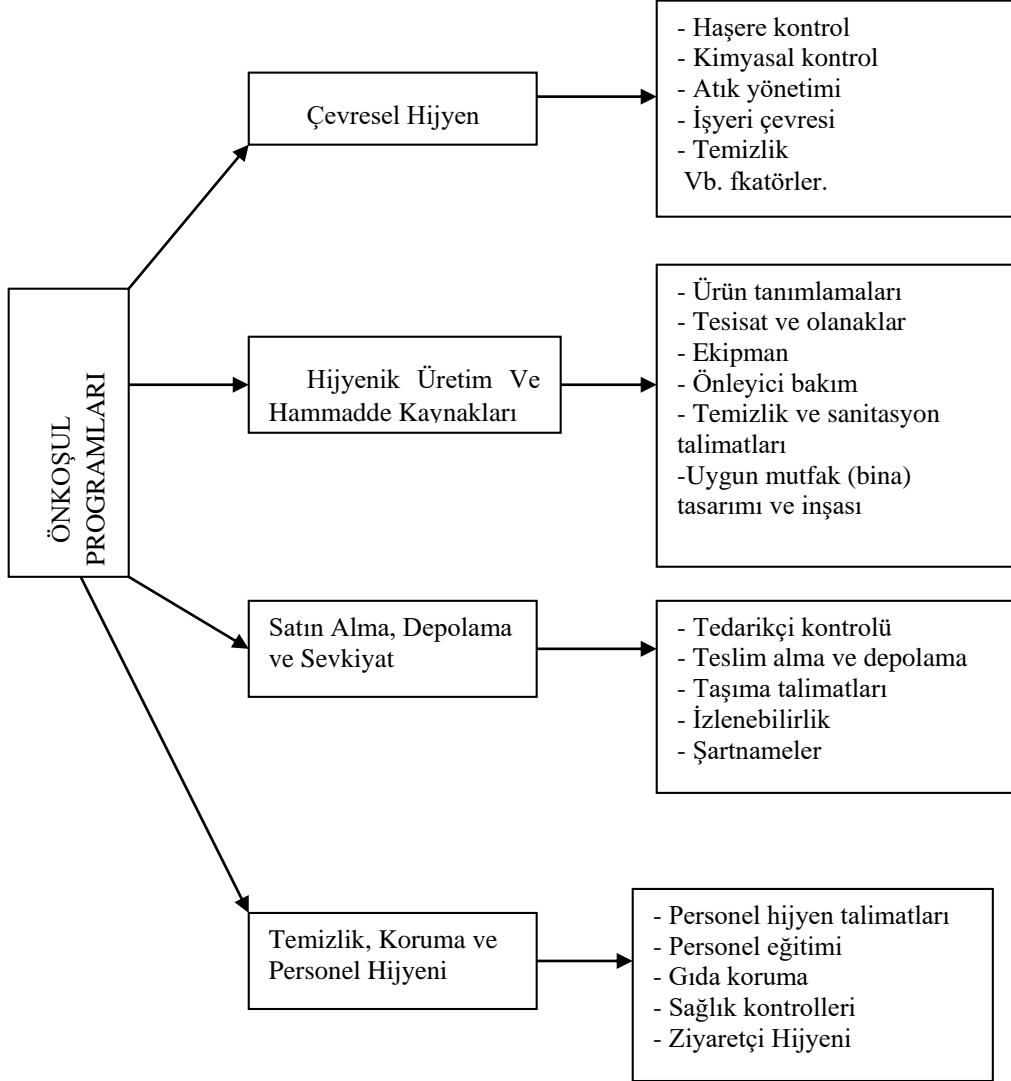 ÖNKOŞUL
PROGRAMLARI
Çevresel Hijyen
- Haşere kontrol
- Kimyasal kontrol
- Atık yönetimi
- İşyeri çevresi
- Temizlik
Vb. fkatörler.
Hijyenik Üretim Ve
Hammadde Kaynakları
- Ürün tanımlamaları
- Tesisat ve olanaklar
- Ekipman
- Önleyici bakım
- Temizlik ve sanitasyon
talimatları
-Uygun mutfak (bina)
tasarımı ve inşası
Satın Alma, Depolama
ve Sevkiyat
- Tedarikçi kontrolü
- Teslim alma ve depolama
- Taşıma talimatları
- İzlenebilirlik
- Şartnameler
Temizlik, Koruma ve
Personel Hijyeni
- Personel hijyen talimatları
- Personel eğitimi
- Gıda koruma
- Sağlık kontrolleri
- Ziyaretçi Hijyeni